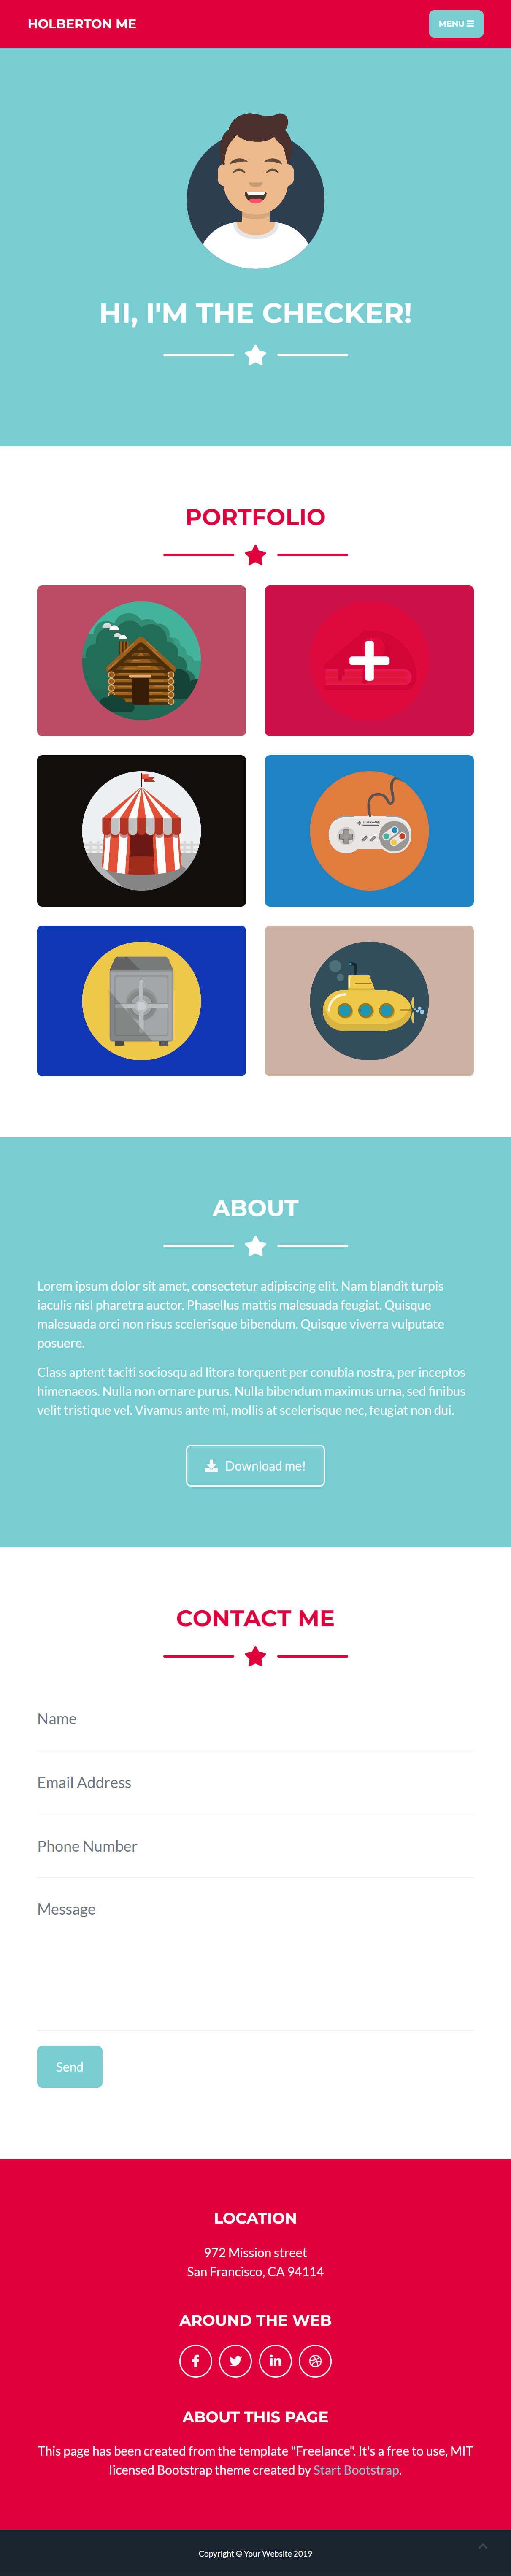 HOLBERTON ME
MENU
HI, I'M THE CHECKER!
PORTFOLIO
ABOUT
Lorem ipsum dolor sit amet, consectetur adipiscing elit. Nam blandit turpis
iaculis nisl pharetra auctor. Phasellus mattis malesuada feugiat. Quisque
malesuada orci non risus scelerisque bibendum. Quisque viverra vulputate
posuere.
Class aptent taciti sociosqu ad litora torquent per conubia nostra, per inceptos
himenaeos. Nulla non ornare purus. Nulla bibendum maximus urna, sed finibus
velit tristique vel. Vivamus ante mi, mollis at scelerisque nec, feugiat non dui.
Download me!
CONTACT ME
Name
Email Address
Phone Number
Message
Send
LOCATION
972 Mission street
San Francisco, CA 94114
AROUND THE WEB
ABOUT THIS PAGE
This page has been created from the template "Freelance". It's a free to use, MIT
licensed Bootstrap theme created by Start Bootstrap.
Copyright © Your Website 2019